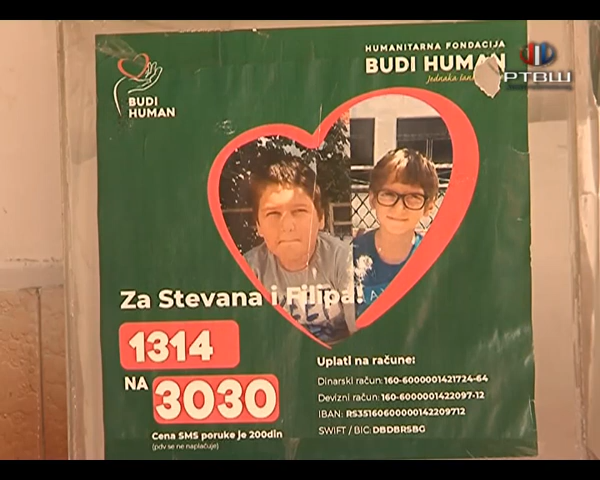 BUDI
HUMAN
HUMANITARNA FONDACIJA
BUDI HUMAN
Jednaka
РТВШ
Za Stevana i Filipa!
1314
NA
3030
Cena SMS poruke je 200din
(pdv se ne naplaćuje)
Uplati na račune:
Dinarski račun: 160-6000001421724-64
Devizni račun: 160-6000001422097-12
IBAN: RS35160600000142209712
SWIFT / BIC: DBDBRSBG